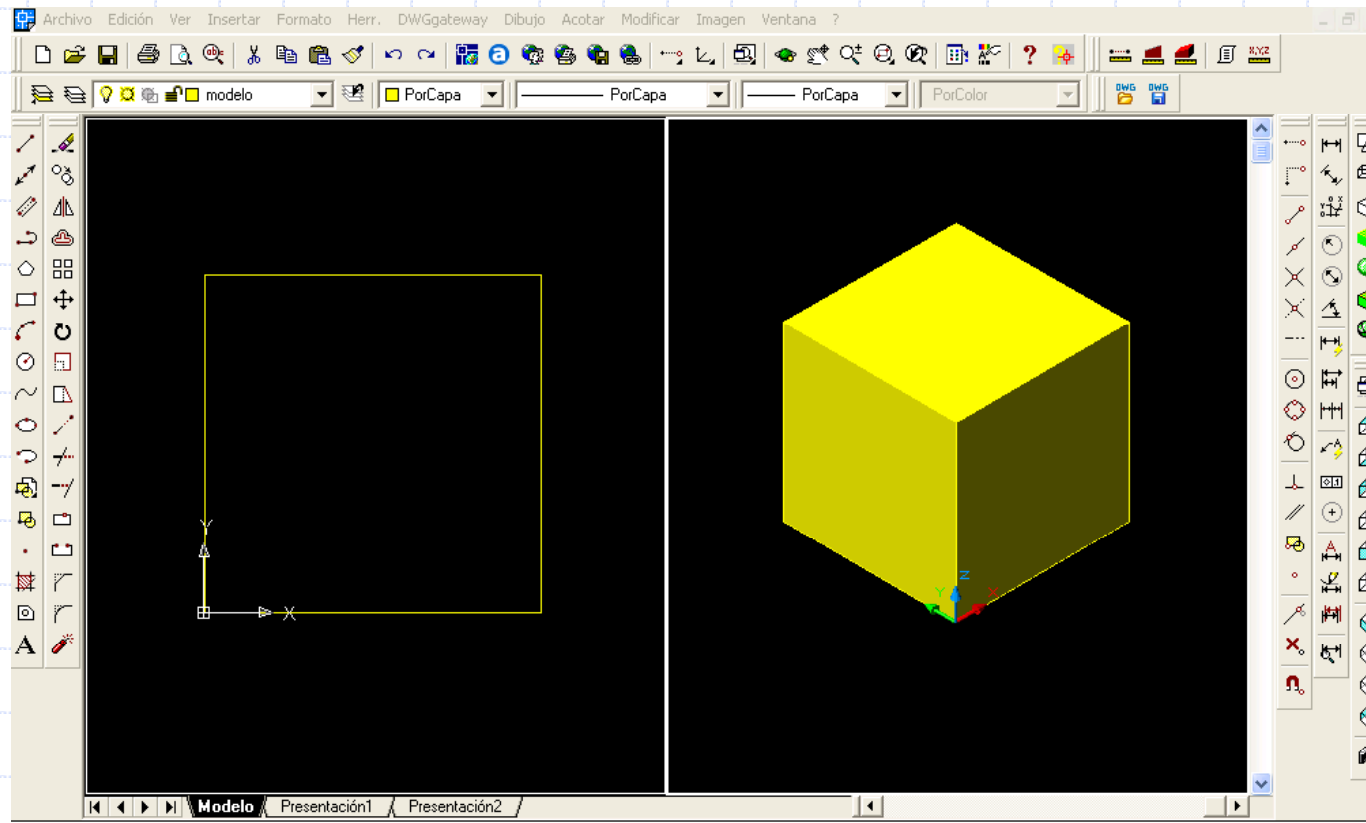 Archivo Edición Ver Insertar Formato Herr. DWGgateway Dibujo Acotar Modificar Imagen Ventana ?
modelo PorCapa PorCapa PorCapa PorColor DWG DWG
X,Y,Z
Y
X
Z
Y X
Modelo Presentación1 Presentación2